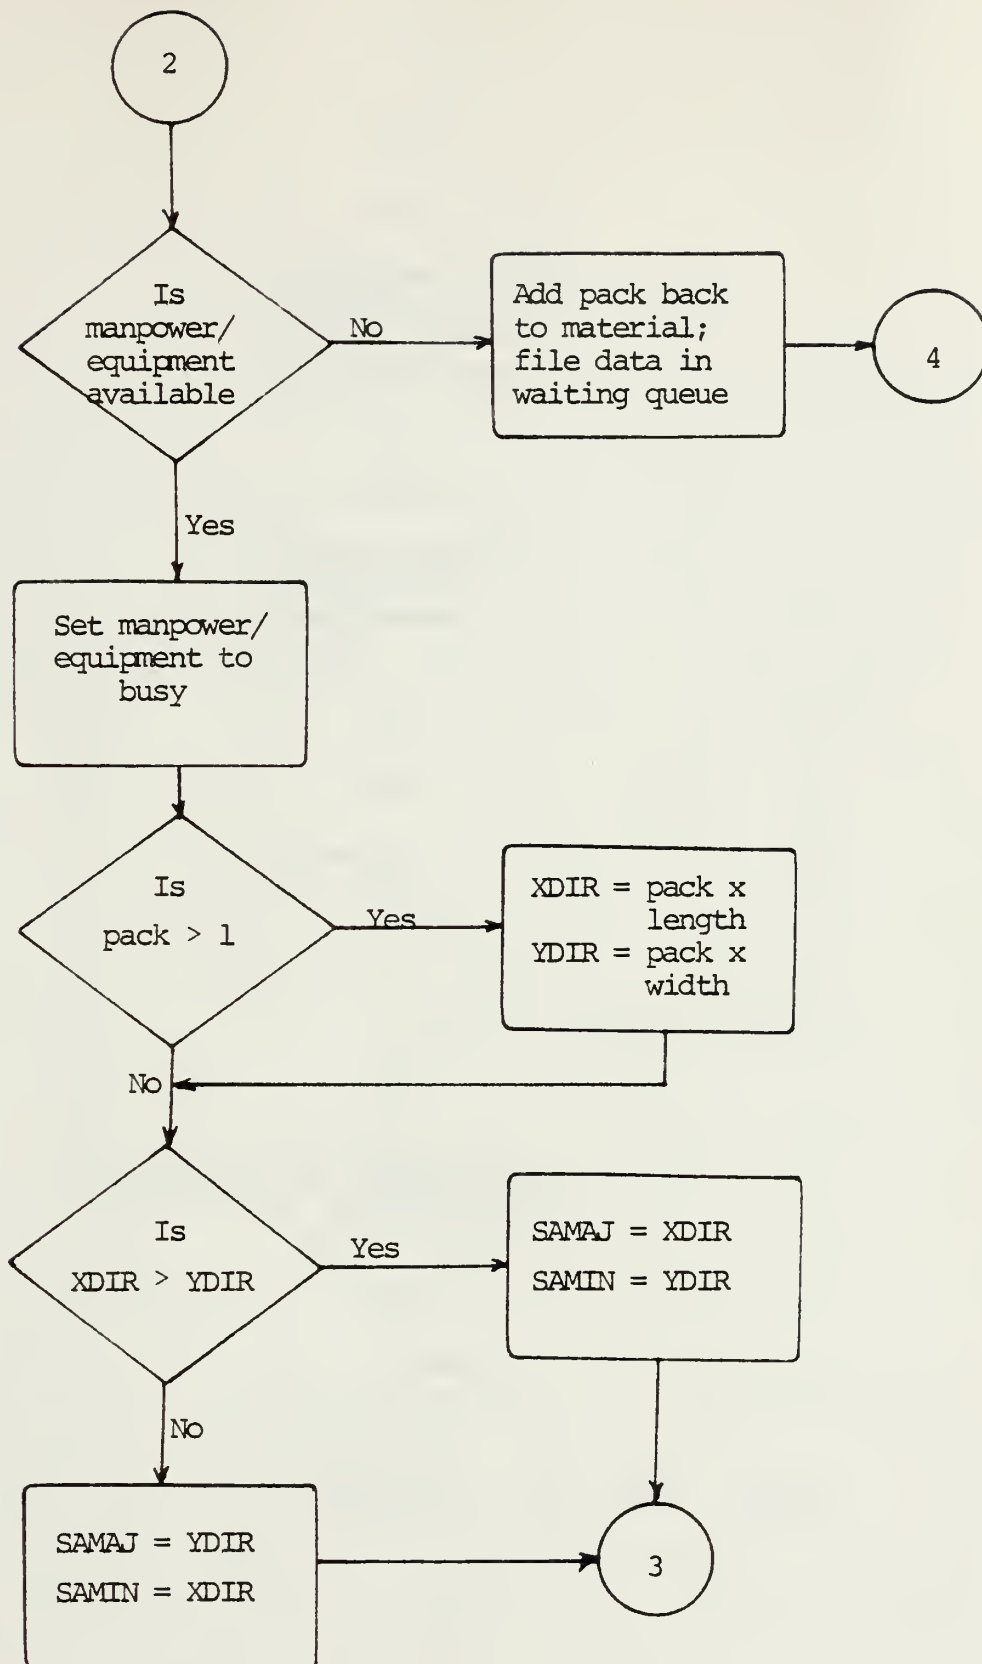 2
Is
manpower/
equipment
available
No
Add pack back
to material;
file data in
waiting queue
4
Yes
Set manpower/
equipment to
busy
Is
pack > 1
Yes
XDIR = pack x
length
YDIR = pack x
width
No
Is
XDIR > YDIR
Yes
SAMAJ = XDIR
SAMIN = YDIR
No
SAMAJ = YDIR
SAMIN = XDIR
3